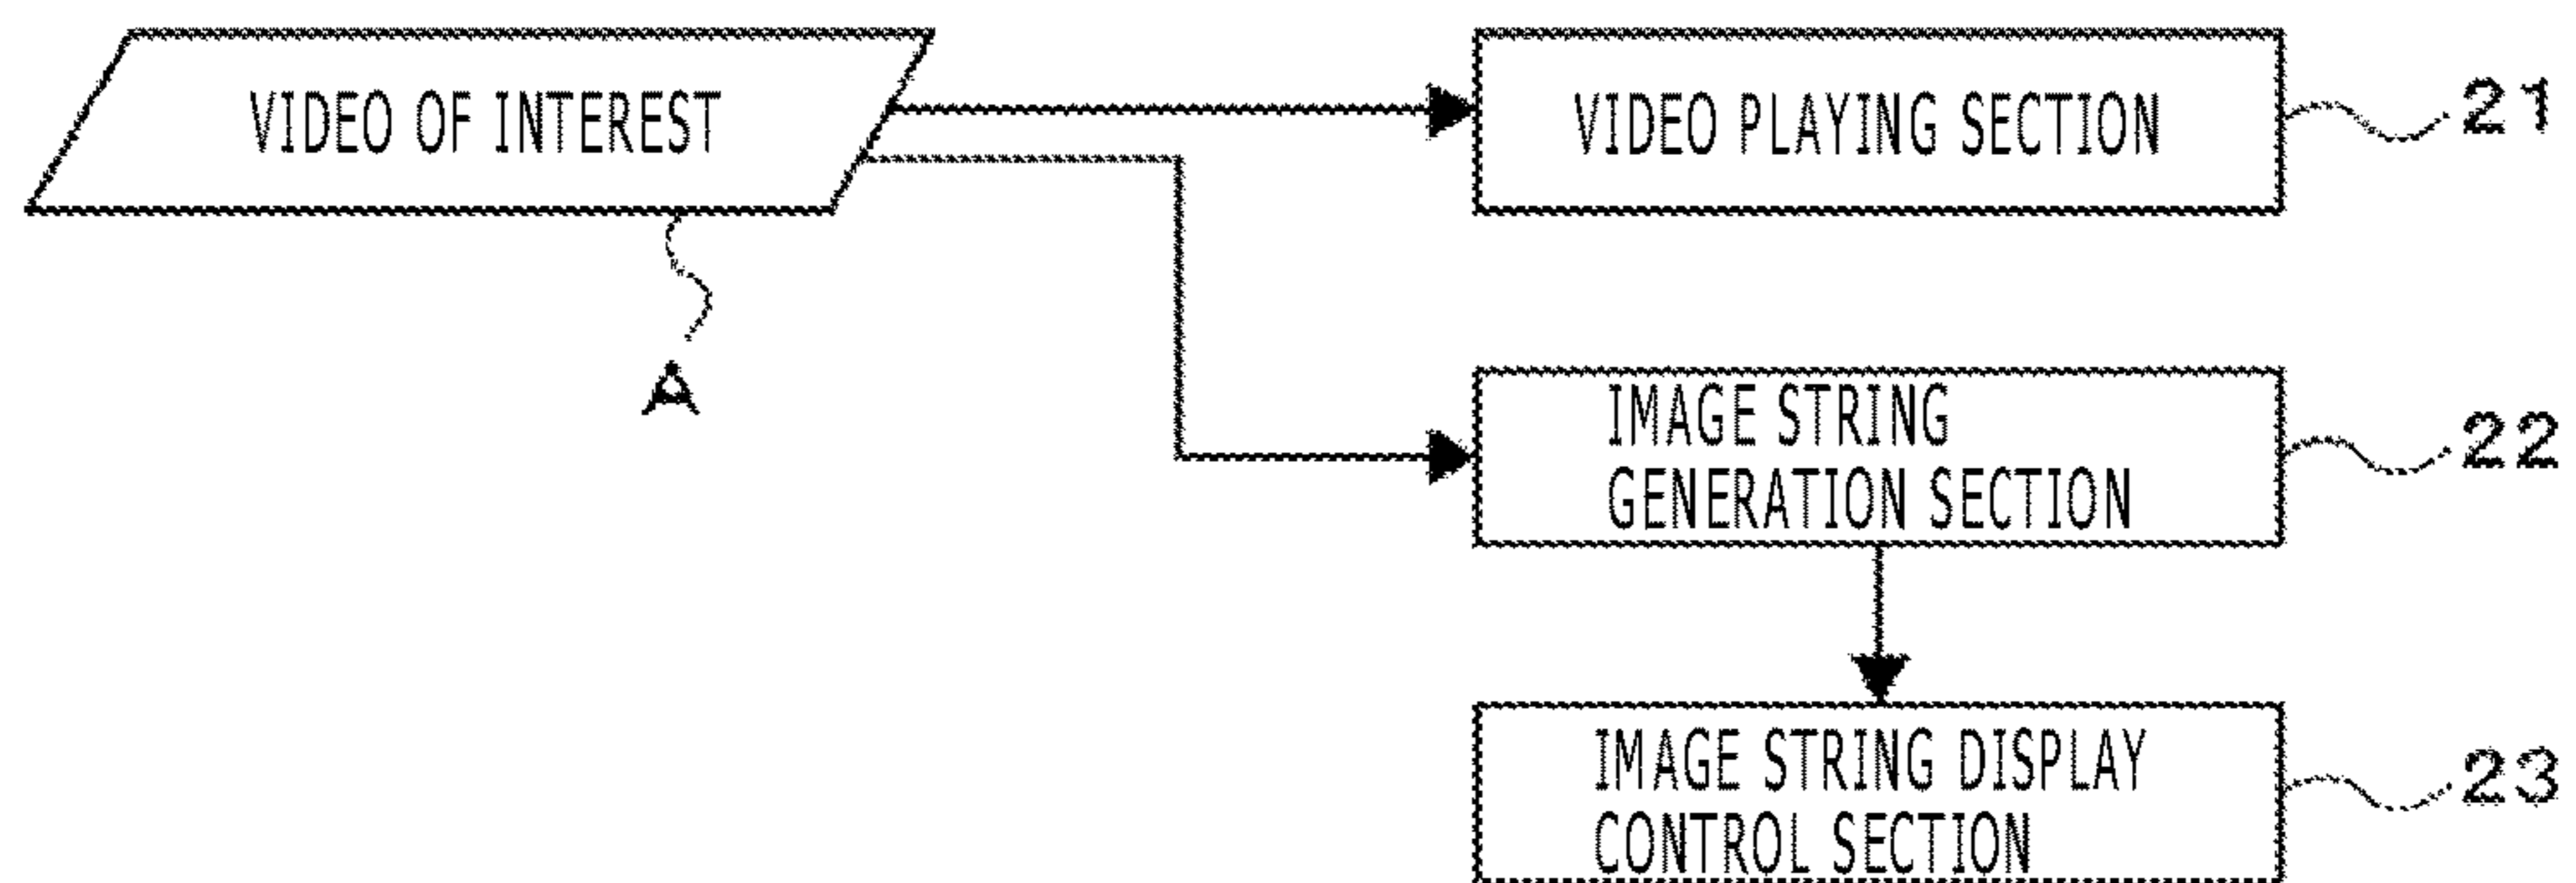 VIDEO OF INTEREST
A
VIDEO PLAYING SECTION
21
IMAGE STRING
GENERATION SECTION
22
IMAGE STRING DISPLAY
CONTROL SECTION
23